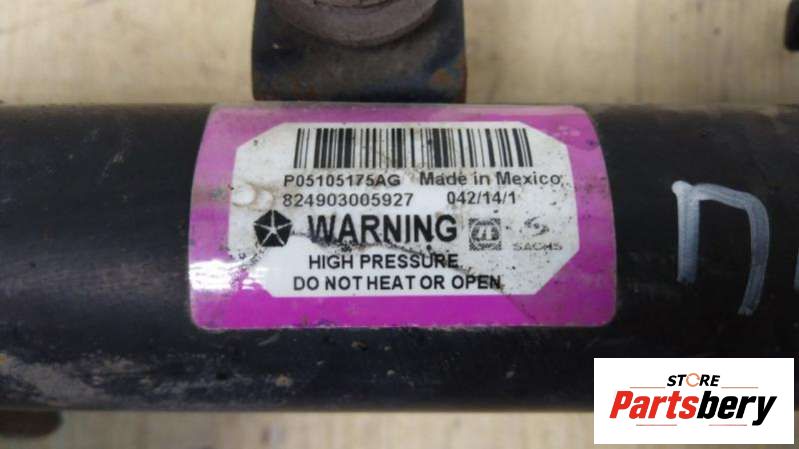 P05105175AG Made in Mexico
824903005927 042/14/1
WARNING ZF SACHS
HIGH PRESSURE
DO NOT HEAT OR OPEN
STORE
Partsbery